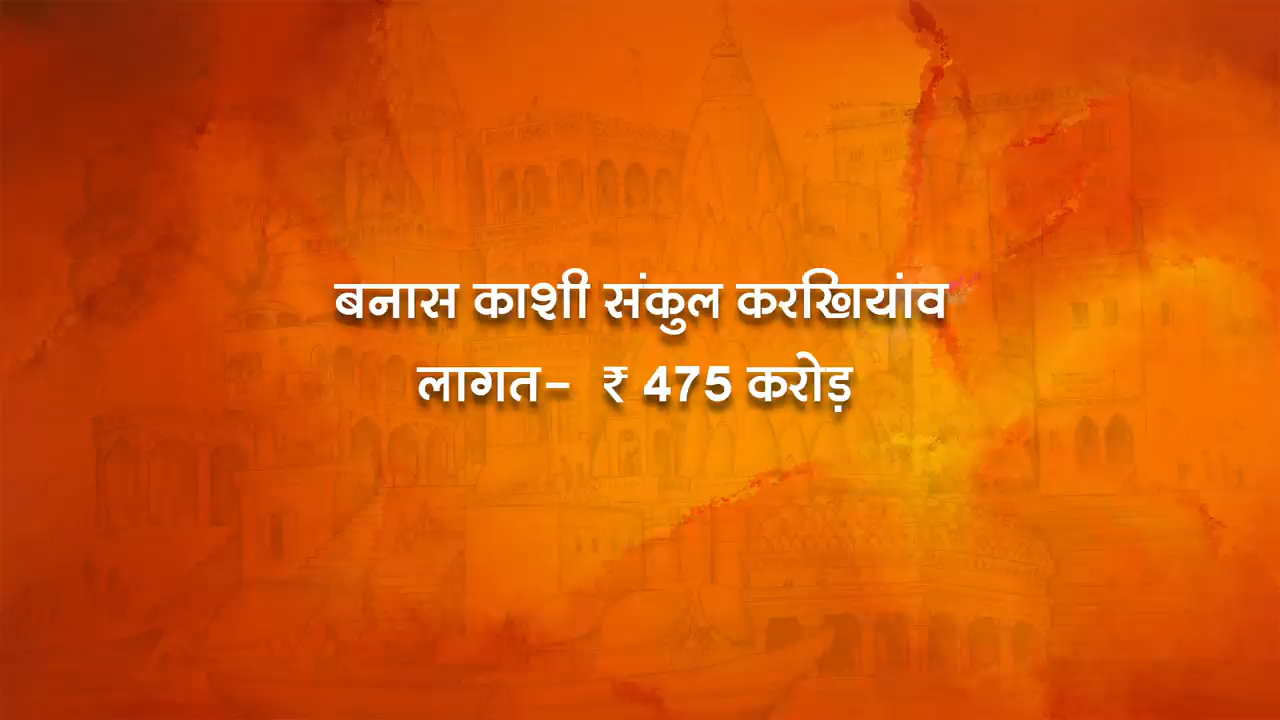 बनास काशी संकुल करखियांव
लागत- ₹ 475 करोड़